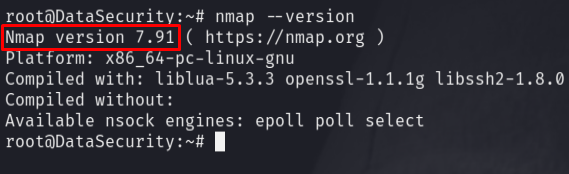 root@DataSecurity:~# nmap --version
Nmap version 7.91 ( https://nmap.org )
Platform: x86_64-pc-linux-gnu
Compiled with: liblua-5.3.3 openssl-1.1.1g libssh2-1.8.0
Compiled without:
Available nsock engines: epoll poll select
root@DataSecurity:~#